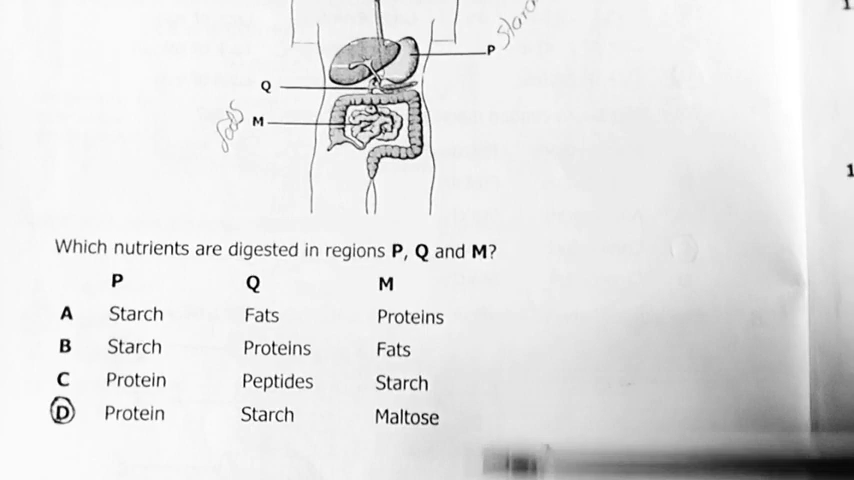 P
Q
M
Which nutrients are digested in regions P, Q and M?
P Q M
A Starch Fats Proteins
B Starch Proteins Fats
C Protein Peptides Starch
D Protein Starch Maltose